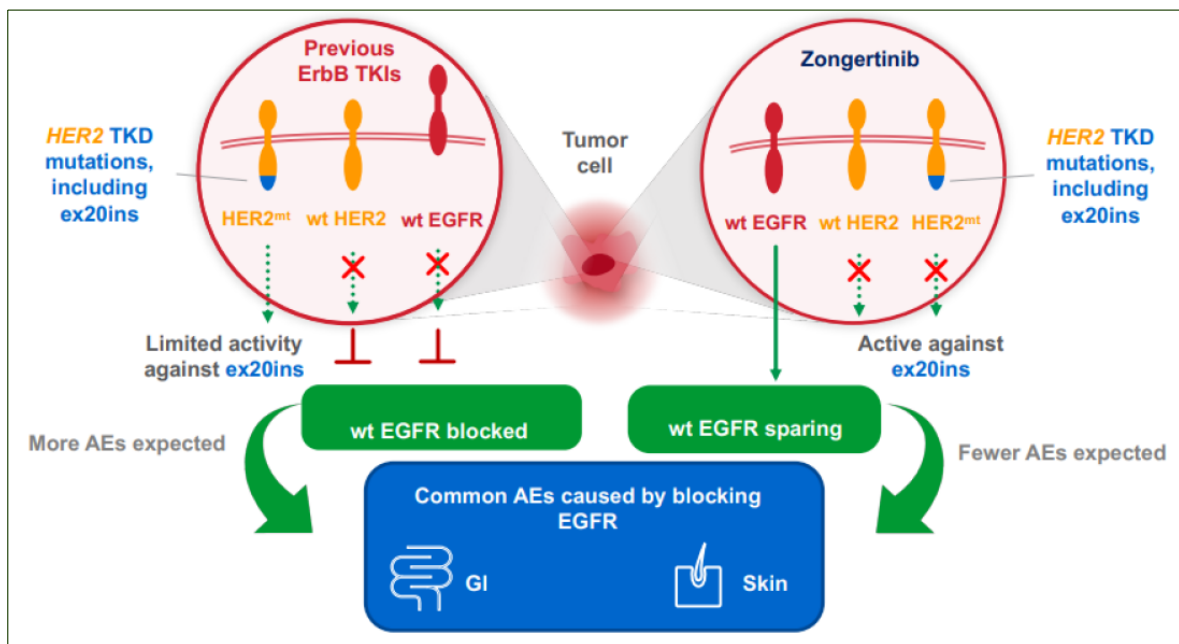 Previous
ErbB TKIs
HER2 TKD
mutations,
including
ex20ins
HER2ᵐᵗ
wt HER2
wt EGFR
Limited activity
against ex20ins
Tumor
cell
Zongertinib
wt EGFR
wt HER2
HER2ᵐᵗ
HER2 TKD
mutations,
including
ex20ins
Active against
ex20ins
More AEs expected
wt EGFR blocked
wt EGFR sparing
Fewer AEs expected
Common AEs caused by blocking
EGFR
GI
Skin